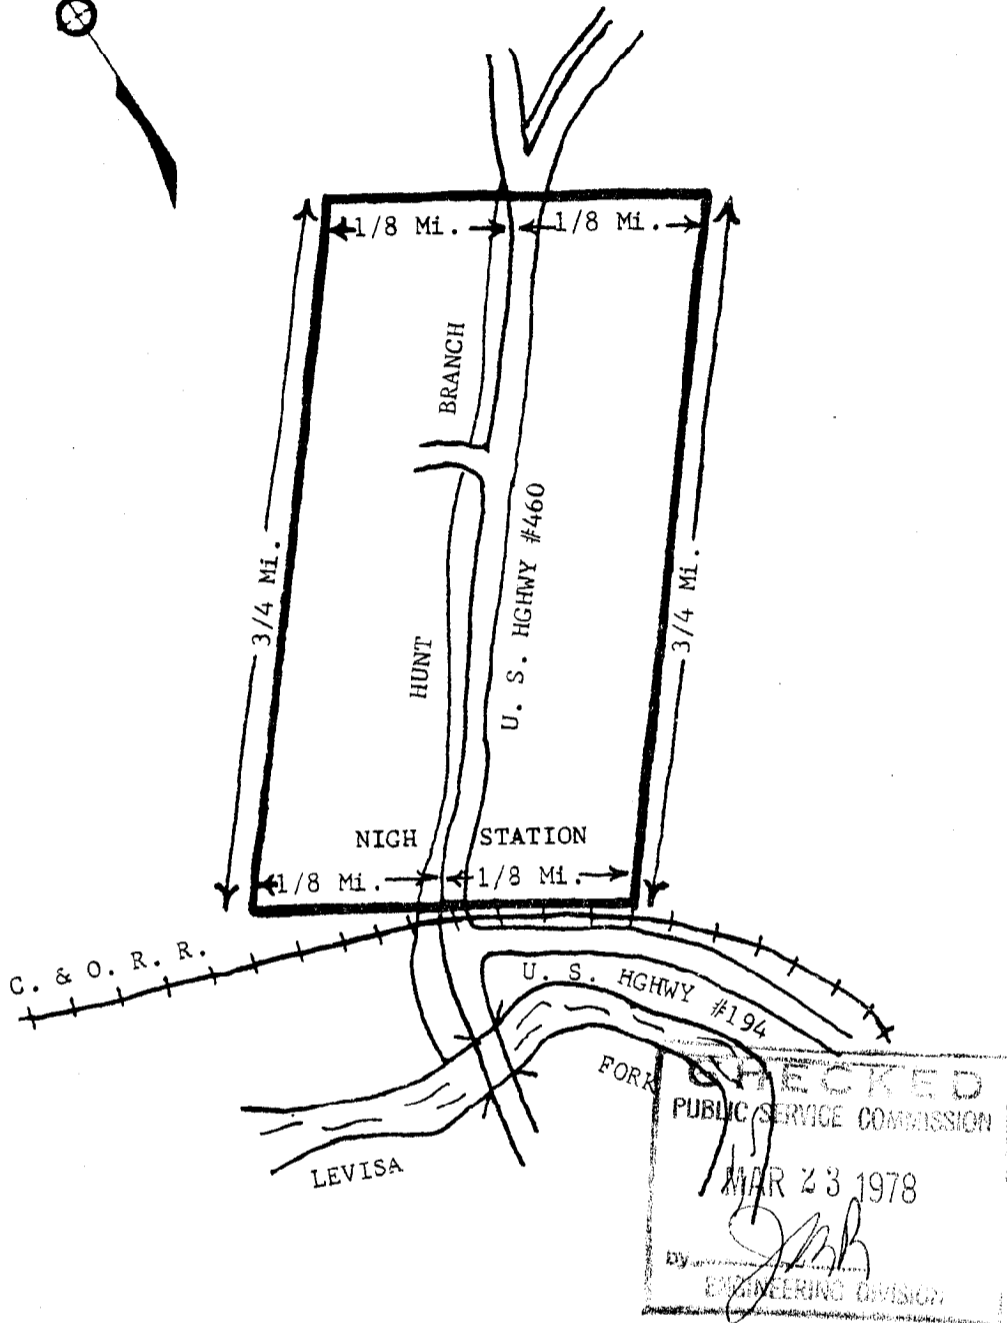 1/8 Mi. 1/8 Mi.
BRANCH
3/4 Mi.
3/4 Mi.
U. S. HGHWY #460
HUNT
NIGH STATION
1/8 Mi. 1/8 Mi.
C. & O. R. R.
U. S. HGHWY #194
FORK
LEVISA
CHECKED
PUBLIC SERVICE COMMISSION
MAR 23 1978
by
ENGINEERING DIVISION